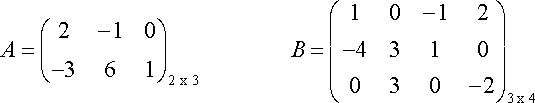 A = ( 2 −1 0 ; −3 6 1 )₂ ₓ ₃
B = ( 1 0 −1 2 ; −4 3 1 0 ; 0 3 0 −2 )₃ ₓ ₄